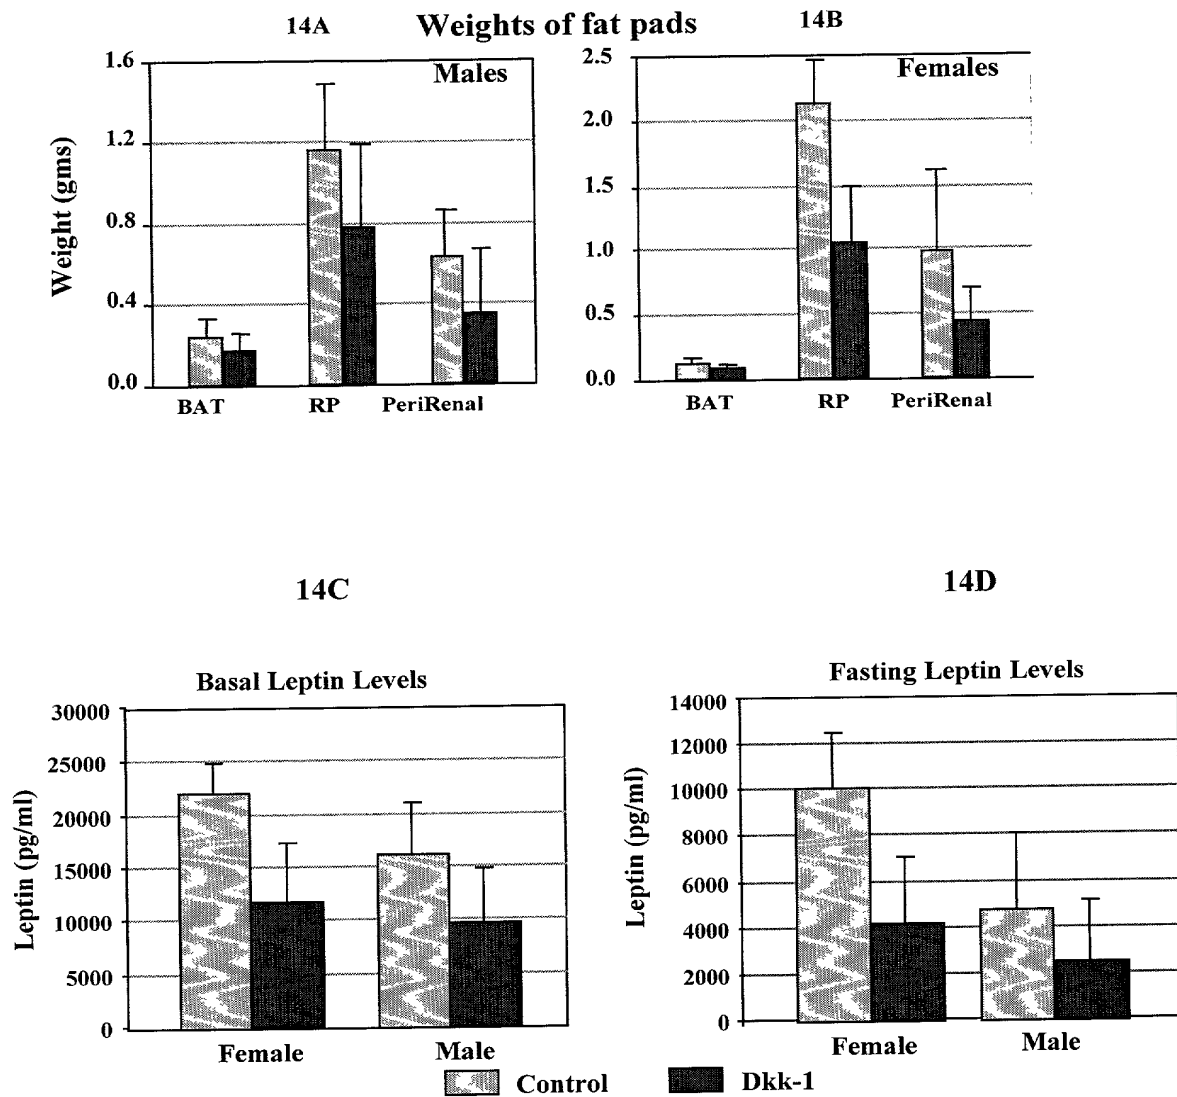 14A
Weights of fat pads
14B
1.6
1.2
0.8
0.4
0.0
Weight (gms)
Males
BAT
RP
PeriRenal
2.5
2.0
1.5
1.0
0.5
0.0
Females
BAT
RP
PeriRenal
14C
14D
Basal Leptin Levels
30000
25000
20000
15000
10000
5000
0
Leptin (pg/ml)
Female
Male
Fasting Leptin Levels
14000
12000
10000
8000
6000
4000
2000
0
Leptin (pg/ml)
Female
Male
Control
Dkk-1